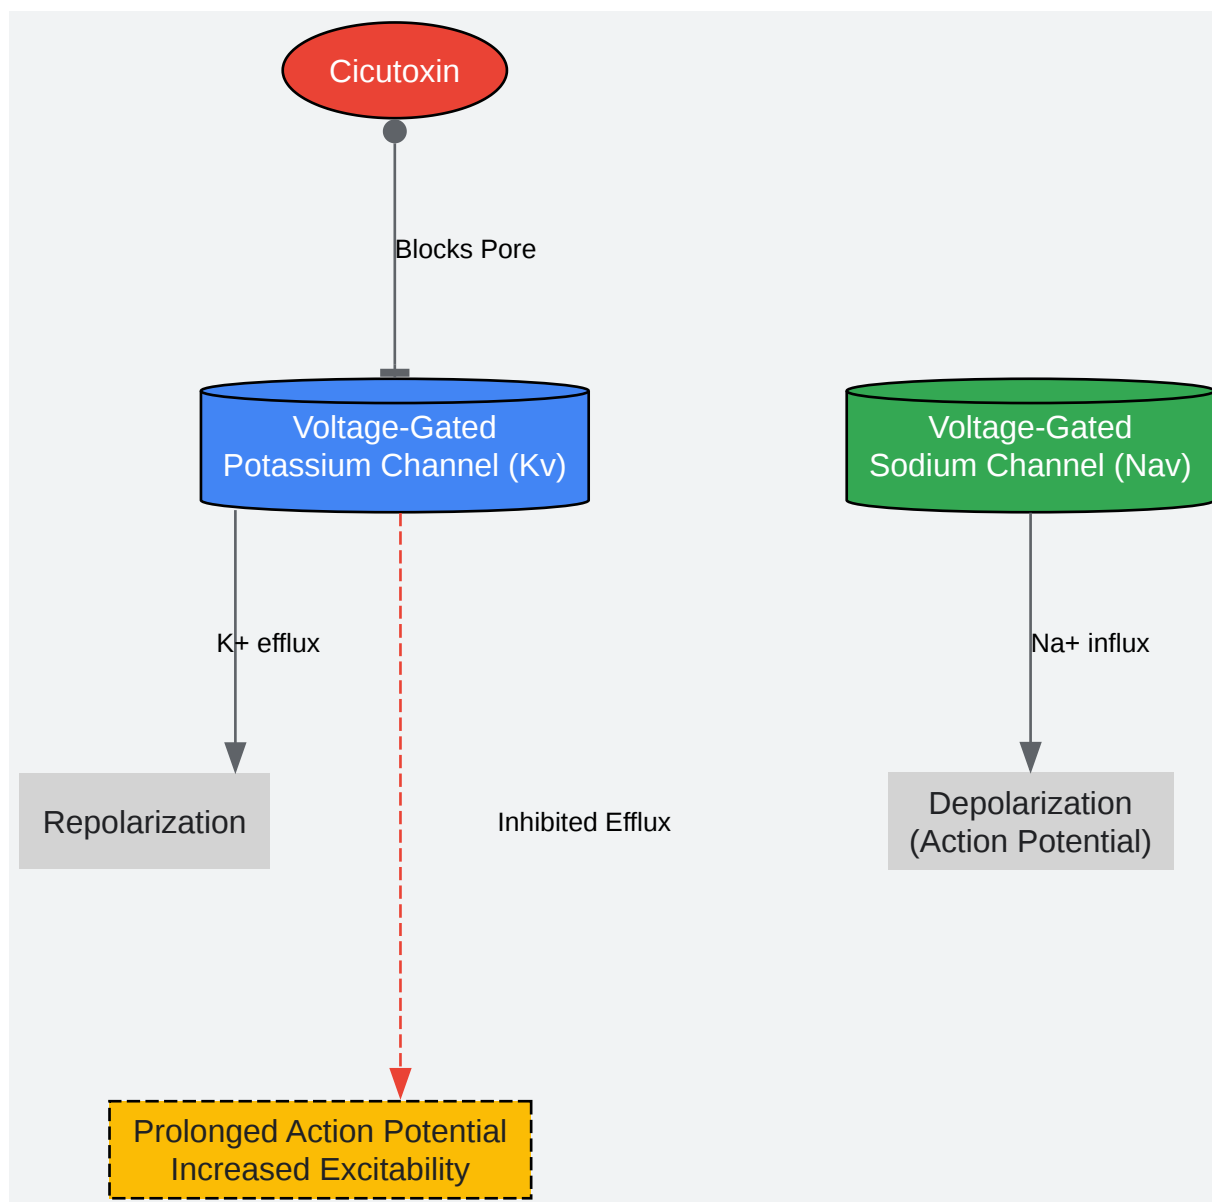 Cicutoxin
Blocks Pore
Voltage-Gated
Potassium Channel (Kv)
Voltage-Gated
Sodium Channel (Nav)
K+ efflux
Na+ influx
Repolarization
Inhibited Efflux
Depolarization
(Action Potential)
Prolonged Action Potential
Increased Excitability